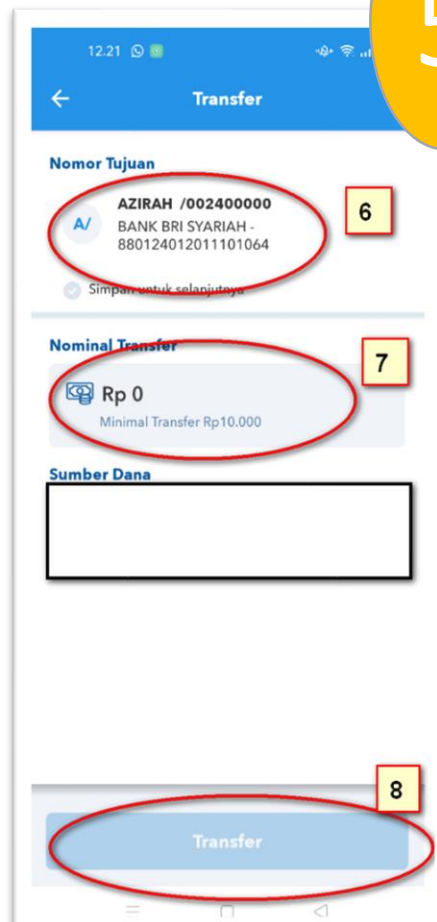 5
12.21
Transfer
Nomor Tujuan
AZIRAH /002400000
6
A/
BANK BRI SYARIAH -
880124012011101064
Simpan untuk selanjutnya
Nominal Transfer
7
Rp 0
Minimal Transfer Rp10.000
Sumber Dana
8
Transfer